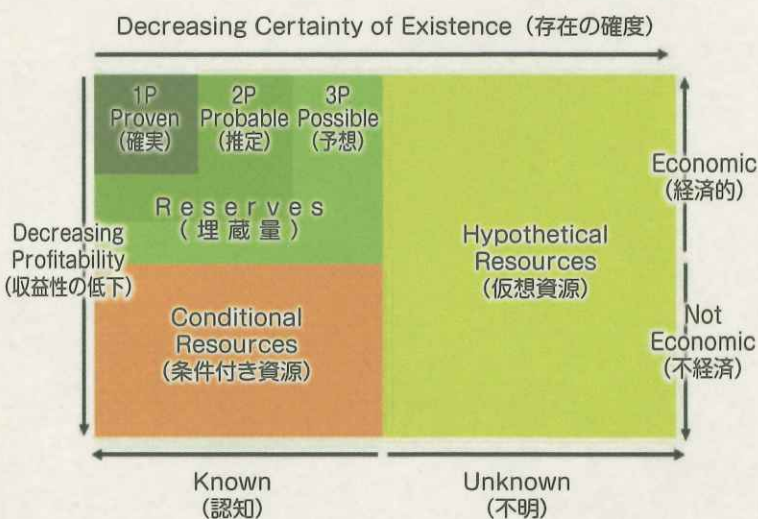 Decreasing Certainty of Existence（存在の確度）
1P
Proven
（確実）
2P
Probable
（推定）
3P
Possible
（予想）
Reserves
（埋蔵量）
Decreasing
Profitability
（収益性の低下）
Conditional
Resources
（条件付き資源）
Hypothetical
Resources
（仮想資源）
Economic
（経済的）
Not
Economic
（不経済）
Known
（認知）
Unknown
（不明）